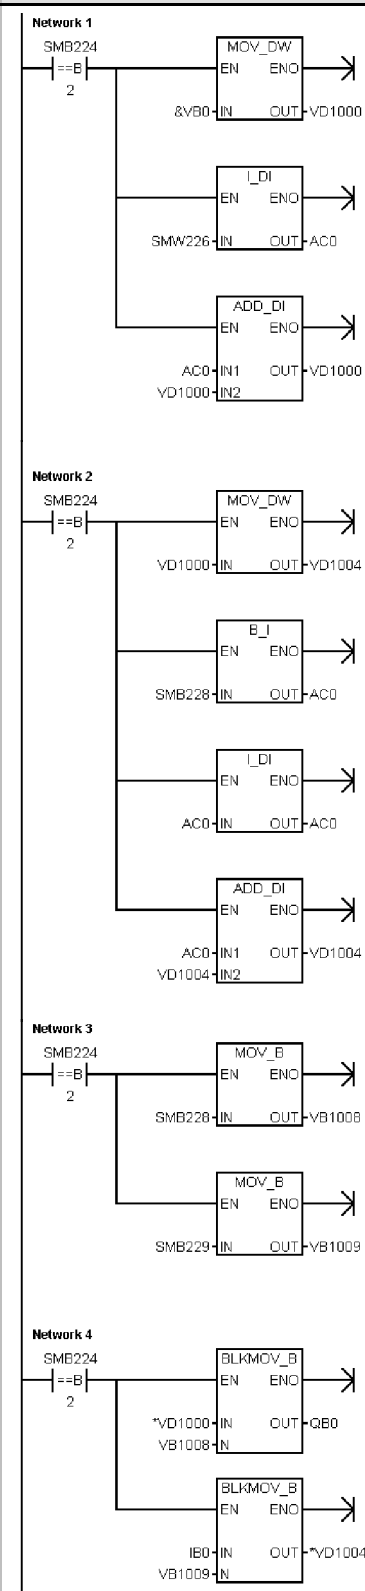 Network 1
SMB224 MOV_DW
==B EN ENO
2
&VB0 IN OUT VD1000
I_DI
EN ENO
SMW226 IN OUT AC0
ADD_DI
EN ENO
AC0 IN1 OUT VD1000
VD1000 IN2
Network 2
SMB224 MOV_DW
==B EN ENO
2
VD1000 IN OUT VD1004
B_I
EN ENO
SMB228 IN OUT AC0
I_DI
EN ENO
AC0 IN OUT AC0
ADD_DI
EN ENO
AC0 IN1 OUT VD1004
VD1004 IN2
Network 3
SMB224 MOV_B
==B EN ENO
2
SMB228 IN OUT VB1008
MOV_B
EN ENO
SMB229 IN OUT VB1009
Network 4
SMB224 BLKMOV_B
==B EN ENO
2
*VD1000 IN OUT QB0
VB1008 N
BLKMOV_B
EN ENO
IB0 IN OUT *VD1004
VB1009 N